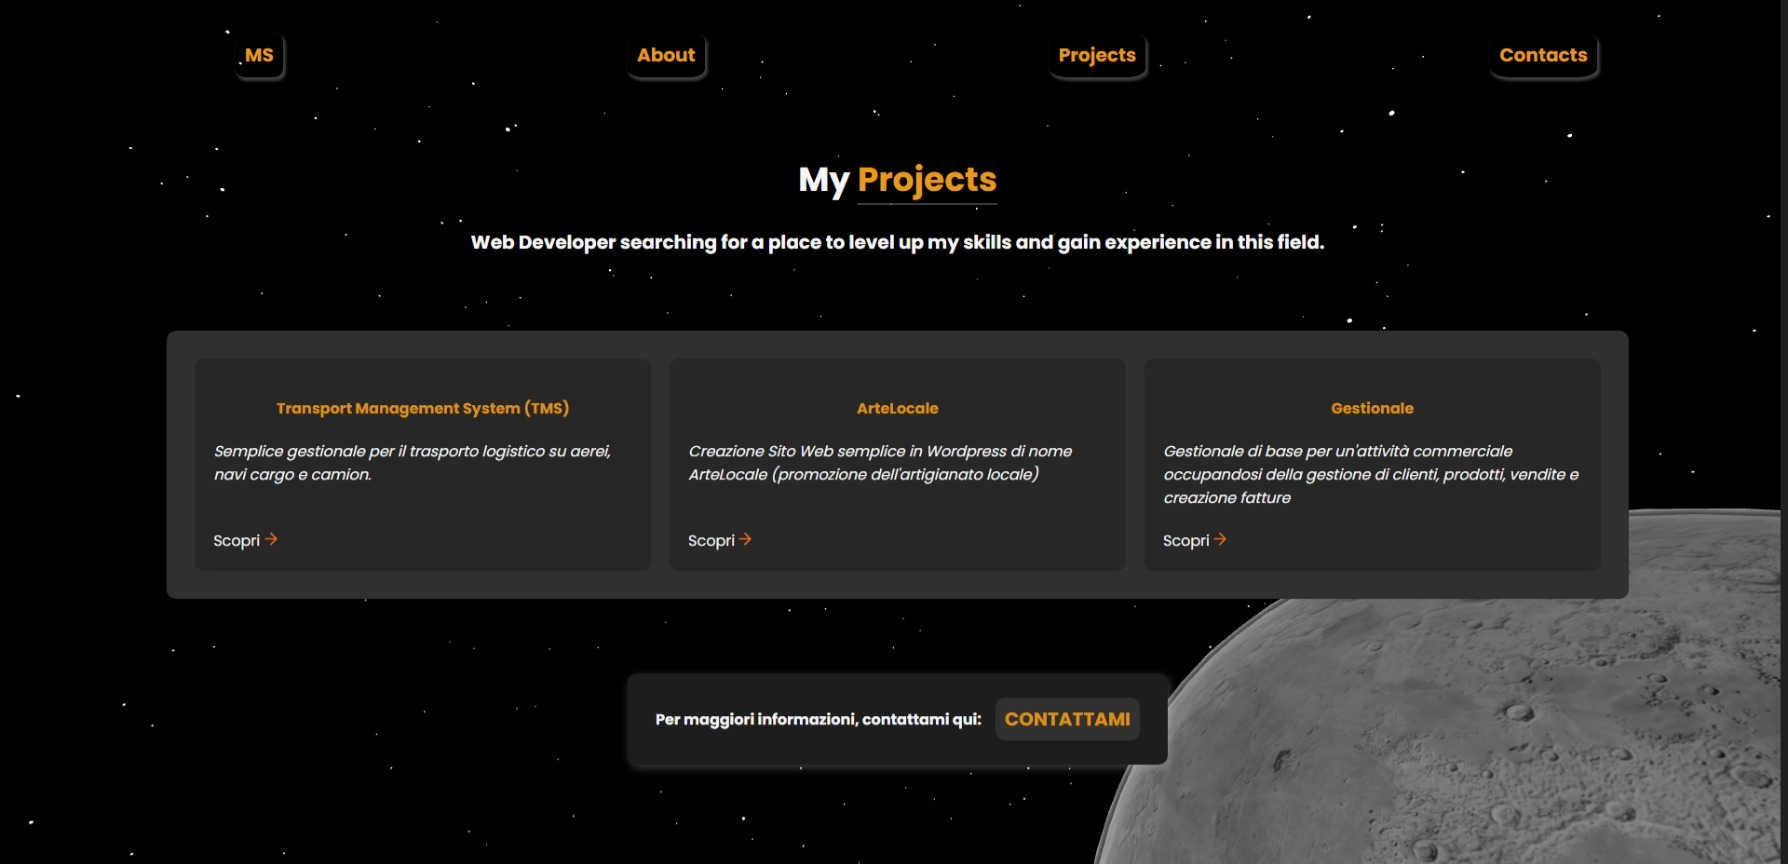 MS
About
Projects
Contacts
My Projects
Web Developer searching for a place to level up my skills and gain experience in this field.
Transport Management System (TMS)
Semplice gestionale per il trasporto logistico su aerei,
navi cargo e camion.
Scopri →
ArteLocale
Creazione Sito Web semplice in Wordpress di nome
ArteLocale (promozione dell'artigianato locale)
Scopri →
Gestionale
Gestionale di base per un'attività commerciale
occupandosi della gestione di clienti, prodotti, vendite e
creazione fatture
Scopri →
Per maggiori informazioni, contattami qui:
CONTATTAMI